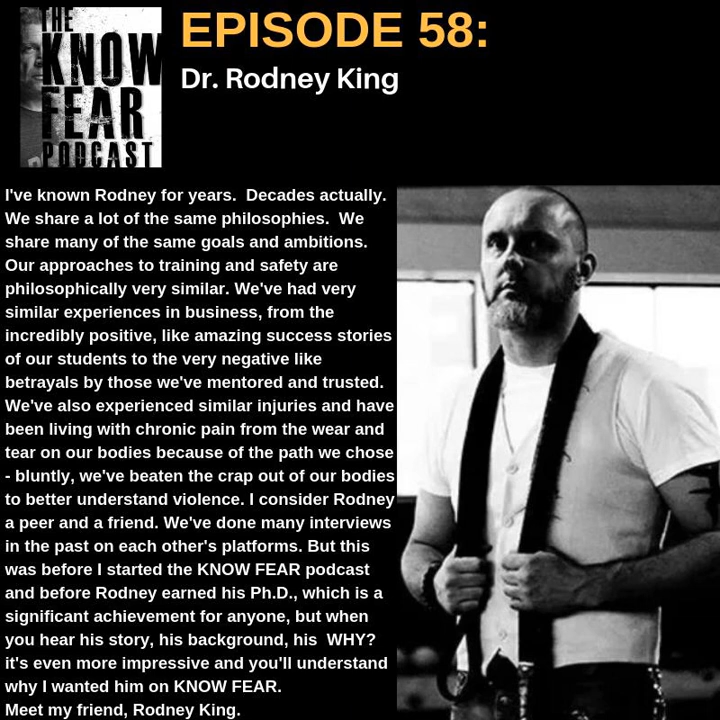 THE
KNOW
FEAR
PODCAST
EPISODE 58:
Dr. Rodney King
I've known Rodney for years.  Decades actually.
We share a lot of the same philosophies.  We
share many of the same goals and ambitions.
Our approaches to training and safety are
philosophically very similar. We've had very
similar experiences in business, from the
incredibly positive, like amazing success stories
of our students to the very negative like
betrayals by those we've mentored and trusted.
We've also experienced similar injuries and have
been living with chronic pain from the wear and
tear on our bodies because of the path we chose
- bluntly, we've beaten the crap out of our bodies
to better understand violence. I consider Rodney
a peer and a friend. We've done many interviews
in the past on each other's platforms. But this
was before I started the KNOW FEAR podcast
and before Rodney earned his Ph.D., which is a
significant achievement for anyone, but when
you hear his story, his background, his  WHY?
it's even more impressive and you'll understand
why I wanted him on KNOW FEAR.
Meet my friend, Rodney King.